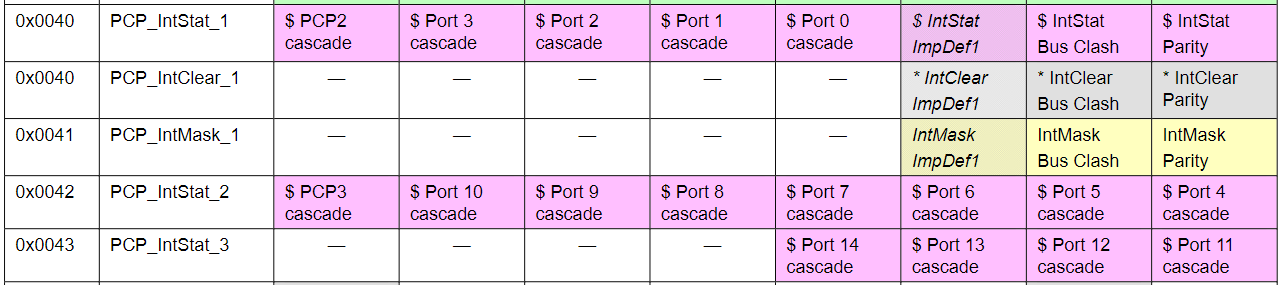 0x0040 PCP_IntStat_1 $ PCP2 cascade $ Port 3 cascade $ Port 2 cascade $ Port 1 cascade $ Port 0 cascade $ IntStat ImpDef1 $ IntStat Bus Clash $ IntStat Parity
0x0040 PCP_IntClear_1 — — — — — * IntClear ImpDef1 * IntClear Bus Clash * IntClear Parity
0x0041 PCP_IntMask_1 — — — — — IntMask ImpDef1 IntMask Bus Clash IntMask Parity
0x0042 PCP_IntStat_2 $ PCP3 cascade $ Port 10 cascade $ Port 9 cascade $ Port 8 cascade $ Port 7 cascade $ Port 6 cascade $ Port 5 cascade $ Port 4 cascade
0x0043 PCP_IntStat_3 — — — — $ Port 14 cascade $ Port 13 cascade $ Port 12 cascade $ Port 11 cascade